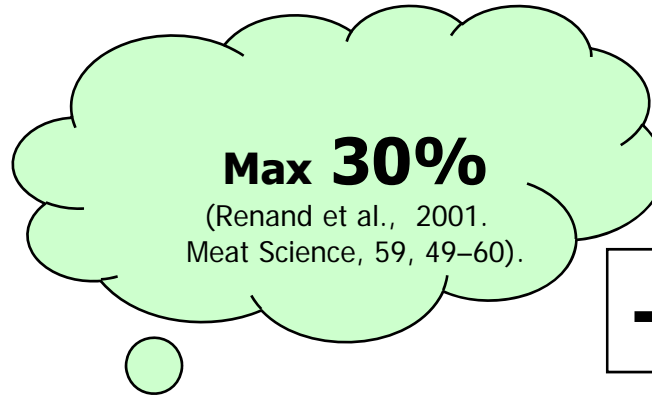 Max 30%
(Renand et al., 2001.
Meat Science, 59, 49–60).